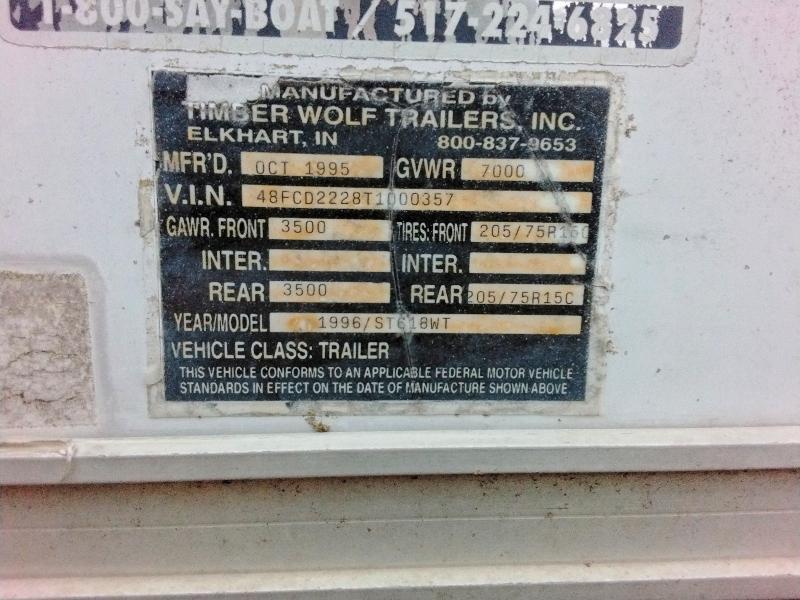 1-800-SAY-BOAT / 517-224-6825
MANUFACTURED by
TIMBER WOLF TRAILERS, INC.
ELKHART, IN 800-837-9653
MFR'D. OCT 1995 GVWR 7000
V.I.N. 48FCD2228T1000357
GAWR. FRONT 3500 TIRES: FRONT 205/75R15C
INTER. INTER.
REAR 3500 REAR 205/75R15C
YEAR/MODEL 1996/ST618WT
VEHICLE CLASS: TRAILER
THIS VEHICLE CONFORMS TO AN APPLICABLE FEDERAL MOTOR VEHICLE
STANDARDS IN EFFECT ON THE DATE OF MANUFACTURE SHOWN ABOVE